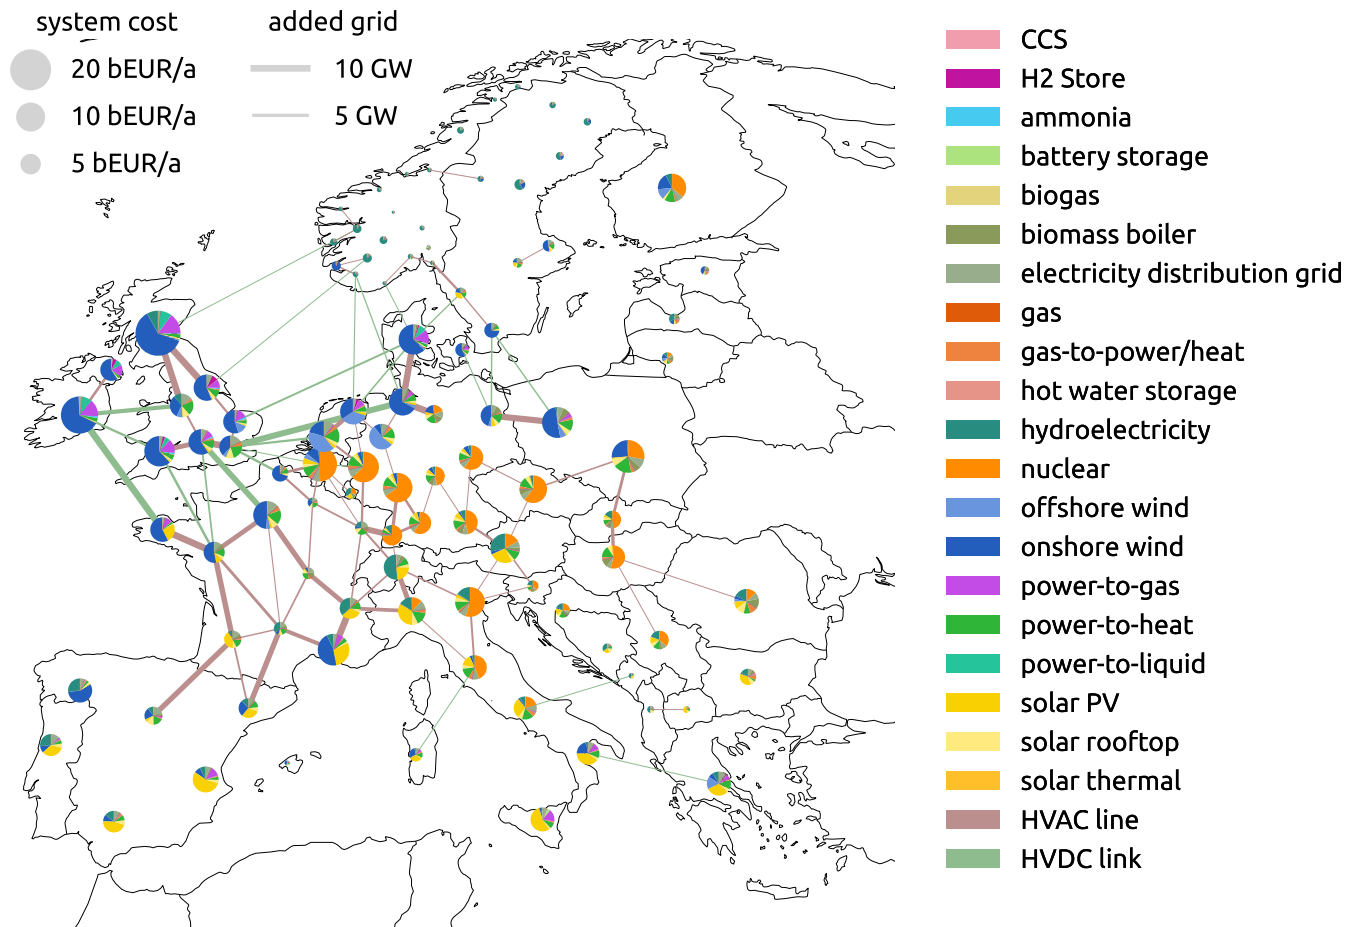 system cost
20 bEUR/a
10 bEUR/a
5 bEUR/a
added grid
10 GW
5 GW
CCS
H2 Store
ammonia
battery storage
biogas
biomass boiler
electricity distribution grid
gas
gas-to-power/heat
hot water storage
hydroelectricity
nuclear
offshore wind
onshore wind
power-to-gas
power-to-heat
power-to-liquid
solar PV
solar rooftop
solar thermal
HVAC line
HVDC link